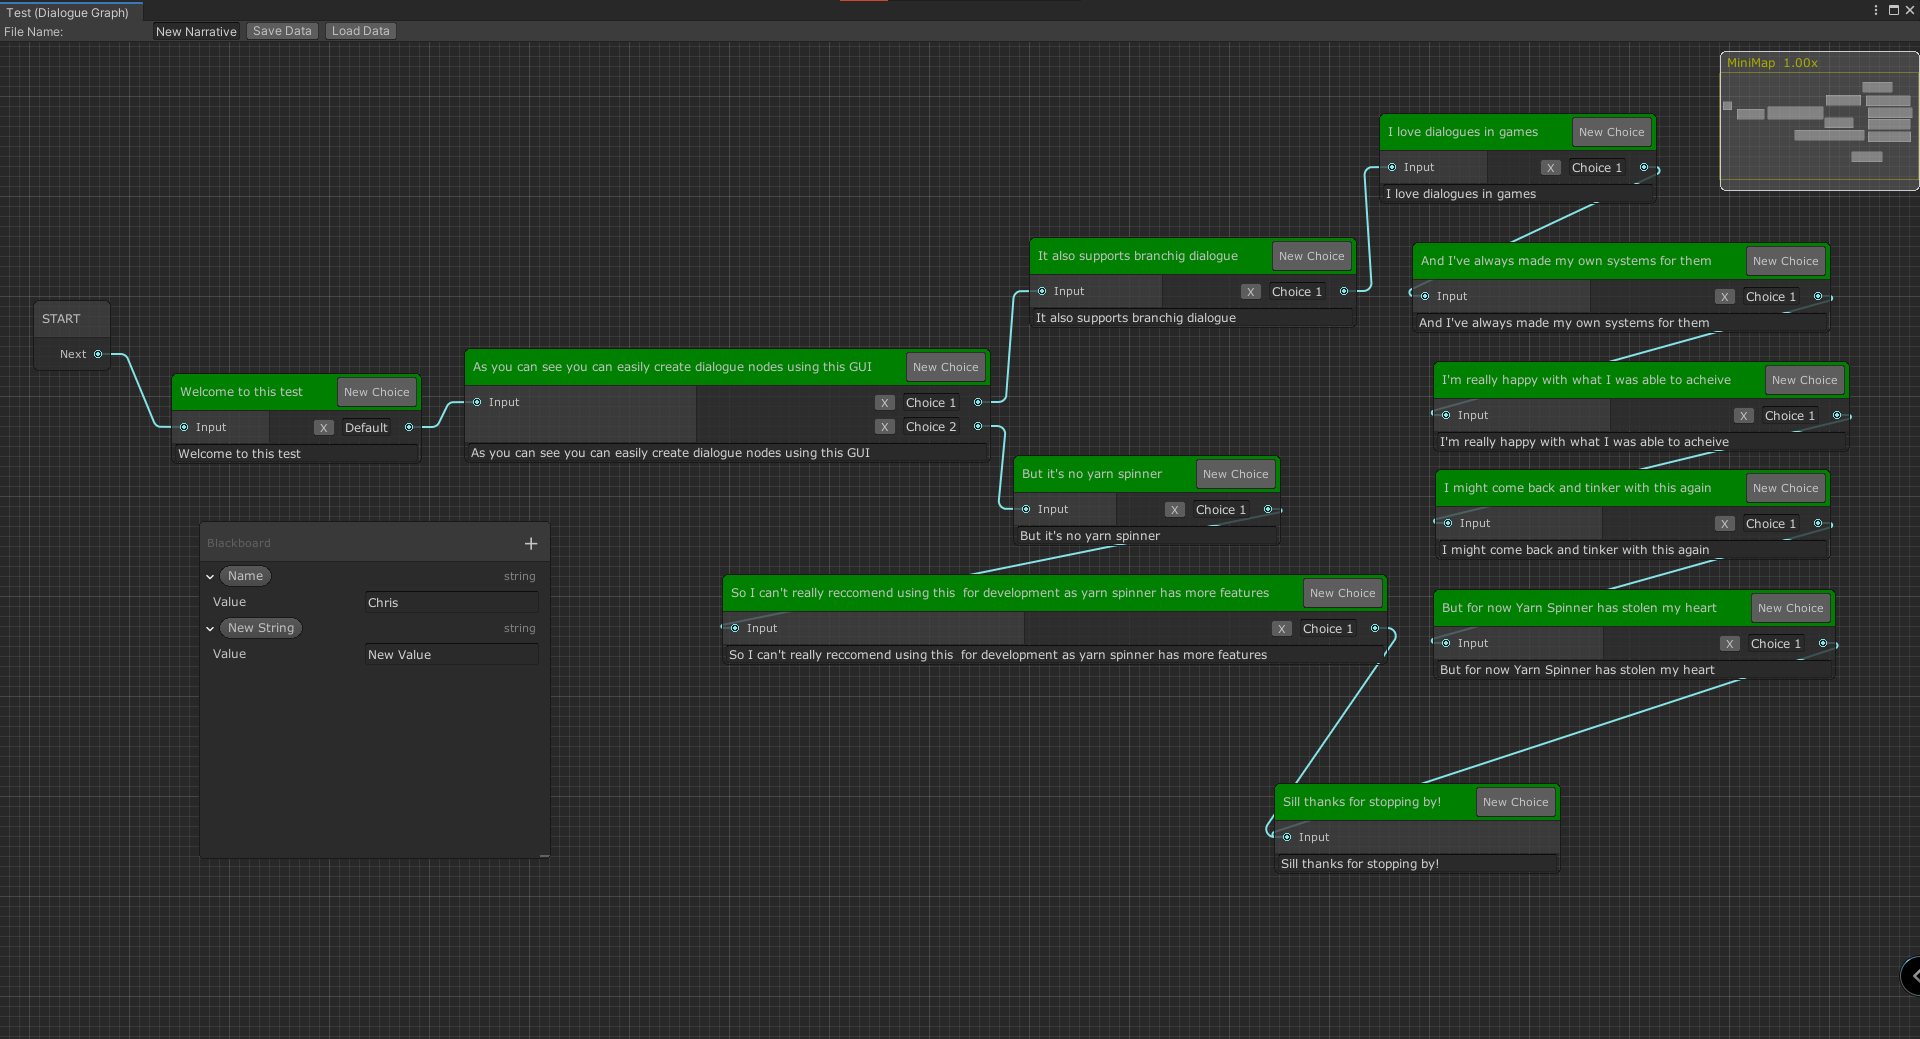 Test (Dialogue Graph)
File Name: New Narrative Save Data Load Data
MiniMap 1.00x
I love dialogues in games New Choice
Input X Choice 1
I love dialogues in games
It also supports branchig dialogue New Choice
Input X Choice 1
It also supports branchig dialogue
And I've always made my own systems for them New Choice
Input X Choice 1
And I've always made my own systems for them
START
Next
Welcome to this test New Choice
Input X Default
Welcome to this test
As you can see you can easily create dialogue nodes using this GUI New Choice
Input X Choice 1
X Choice 2
As you can see you can easily create dialogue nodes using this GUI
I'm really happy with what I was able to acheive New Choice
Input X Choice 1
I'm really happy with what I was able to acheive
But it's no yarn spinner New Choice
Input X Choice 1
But it's no yarn spinner
I might come back and tinker with this again New Choice
Input X Choice 1
I might come back and tinker with this again
Blackboard +
Name string
Value Chris
New String string
Value New Value
So I can't really reccomend using this  for development as yarn spinner has more features New Choice
Input X Choice 1
So I can't really reccomend using this  for development as yarn spinner has more features
But for now Yarn Spinner has stolen my heart New Choice
Input X Choice 1
But for now Yarn Spinner has stolen my heart
Sill thanks for stopping by! New Choice
Input
Sill thanks for stopping by!